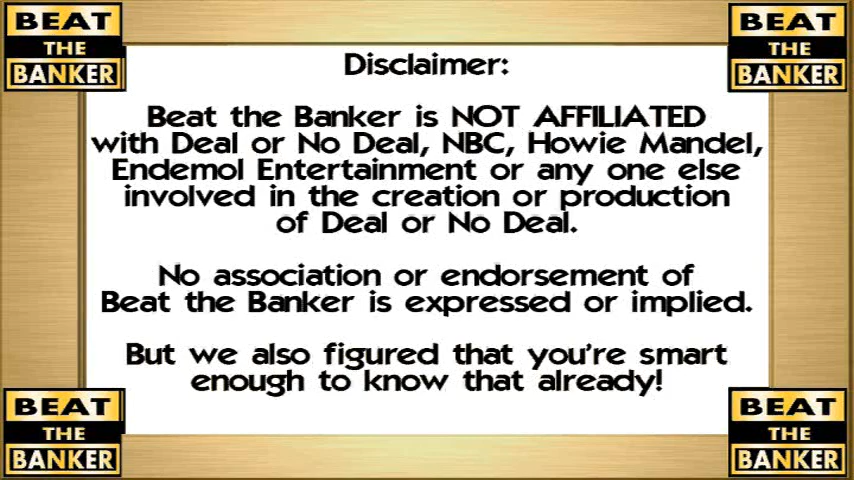 BEAT
THE
BANKER
BEAT
THE
BANKER
Disclaimer:
Beat the Banker is NOT AFFILIATED
with Deal or No Deal, NBC, Howie Mandel,
Endemol Entertainment or any one else
involved in the creation or production
of Deal or No Deal.
No association or endorsement of
Beat the Banker is expressed or implied.
But we also figured that you're smart
enough to know that already!
BEAT
THE
BANKER
BEAT
THE
BANKER